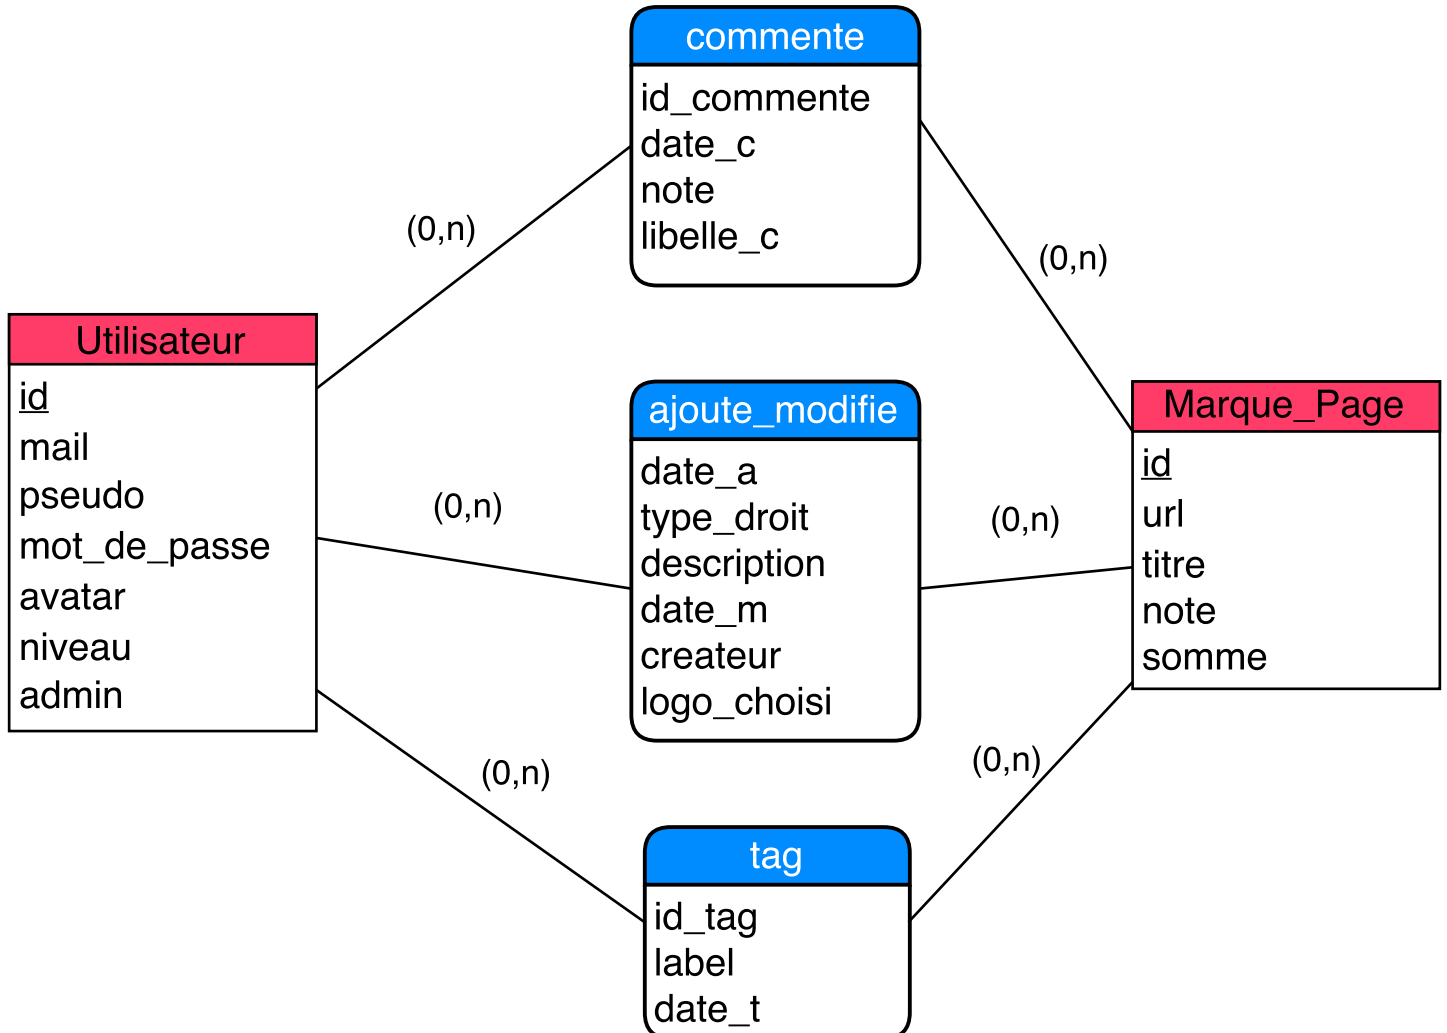 commente
id_commente
date_c
note
libelle_c
(0,n)
(0,n)
Utilisateur
id
mail
pseudo
mot_de_passe
avatar
niveau
admin
ajoute_modifie
date_a
type_droit
description
date_m
createur
logo_choisi
(0,n)
(0,n)
Marque_Page
id
url
titre
note
somme
(0,n)
(0,n)
tag
id_tag
label
date_t